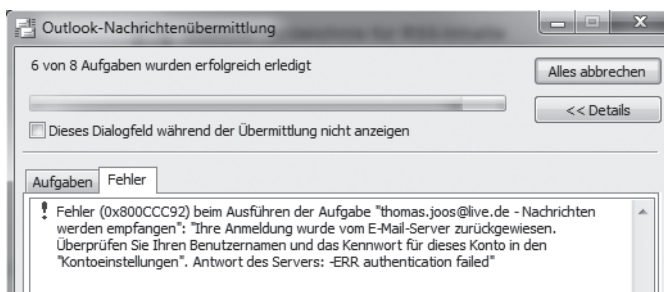 Outlook-Nachrichtenübermittlung
6 von 8 Aufgaben wurden erfolgreich erledigt
Alles abbrechen
<< Details
Dieses Dialogfeld während der Übermittlung nicht anzeigen
Aufgaben Fehler
Fehler (0x800CCC92) beim Ausführen der Aufgabe "thomas.joos@live.de - Nachrichten
werden empfangen": "Ihre Anmeldung wurde vom E-Mail-Server zurückgewiesen.
Überprüfen Sie Ihren Benutzernamen und das Kennwort für dieses Konto in den
"Kontoeinstellungen". Antwort des Servers: -ERR authentication failed"